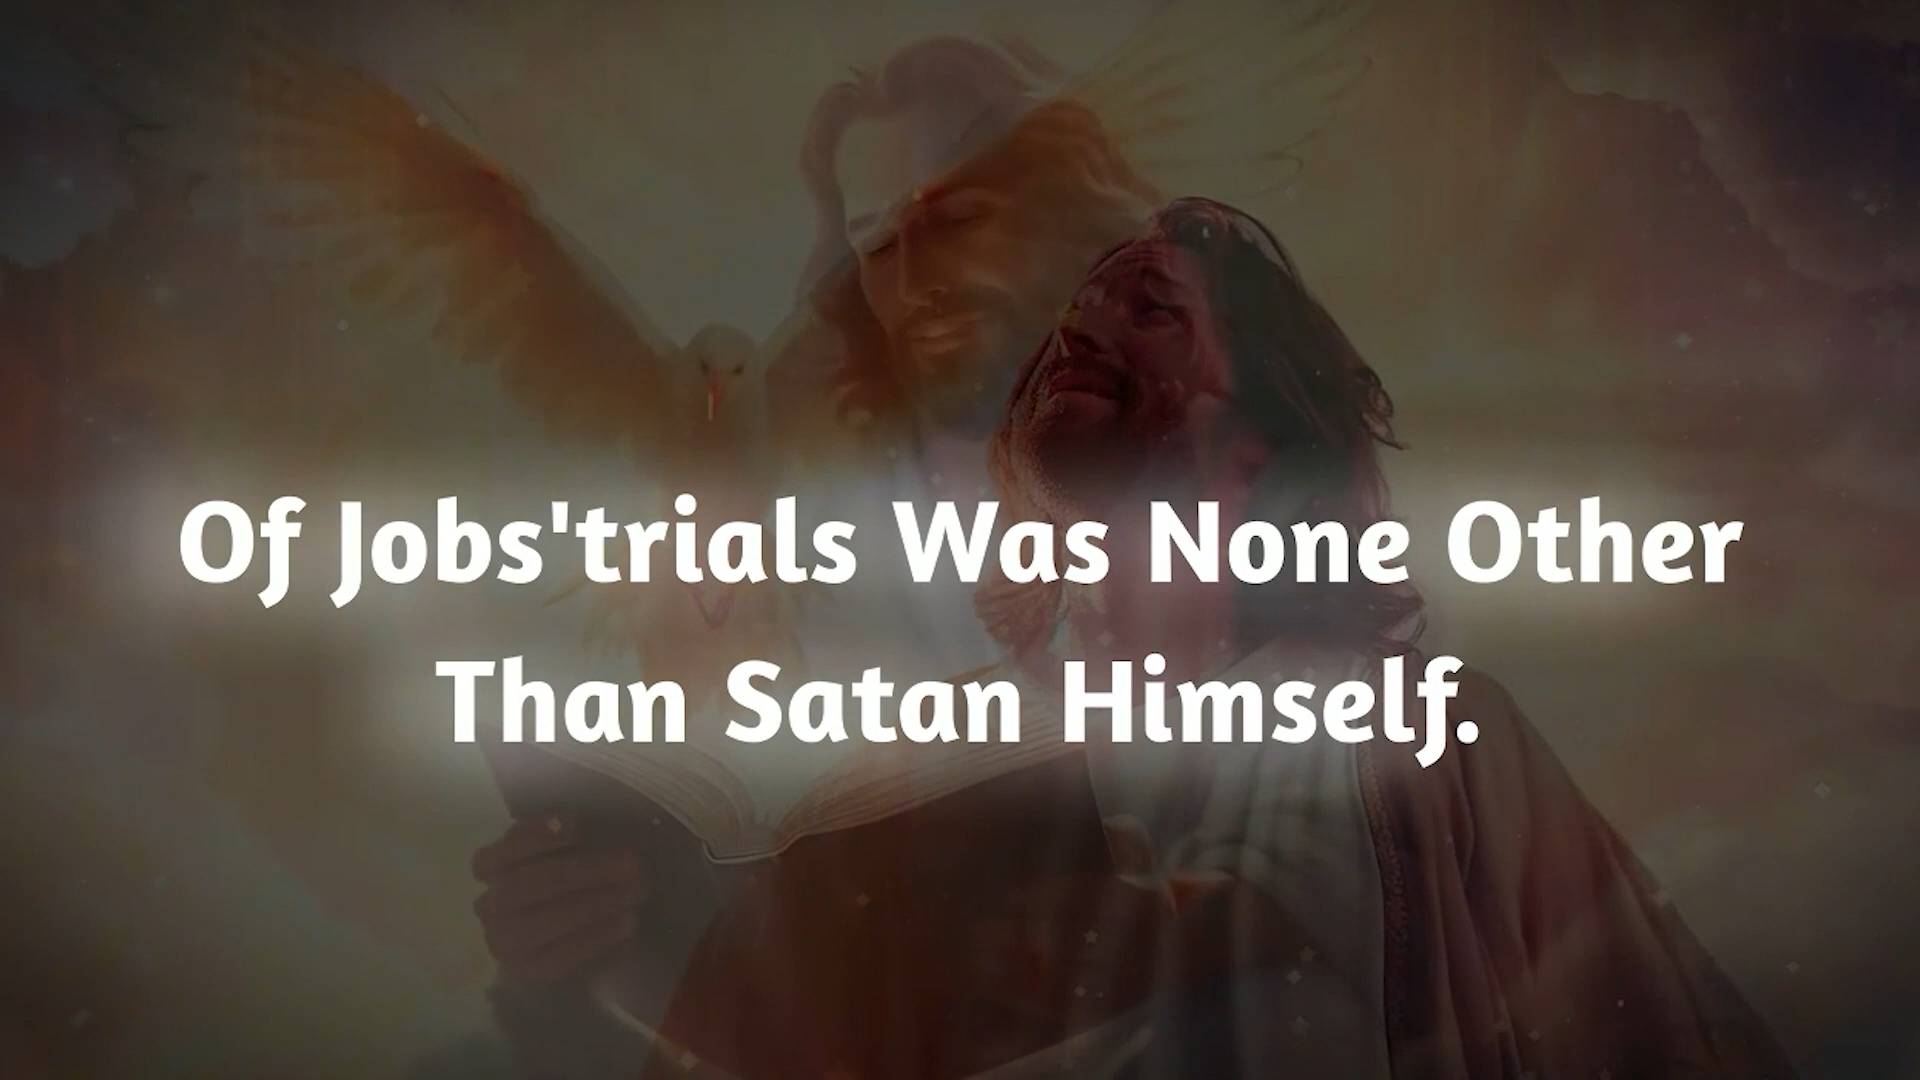 Of Jobs'trials Was None Other
Than Satan Himself.